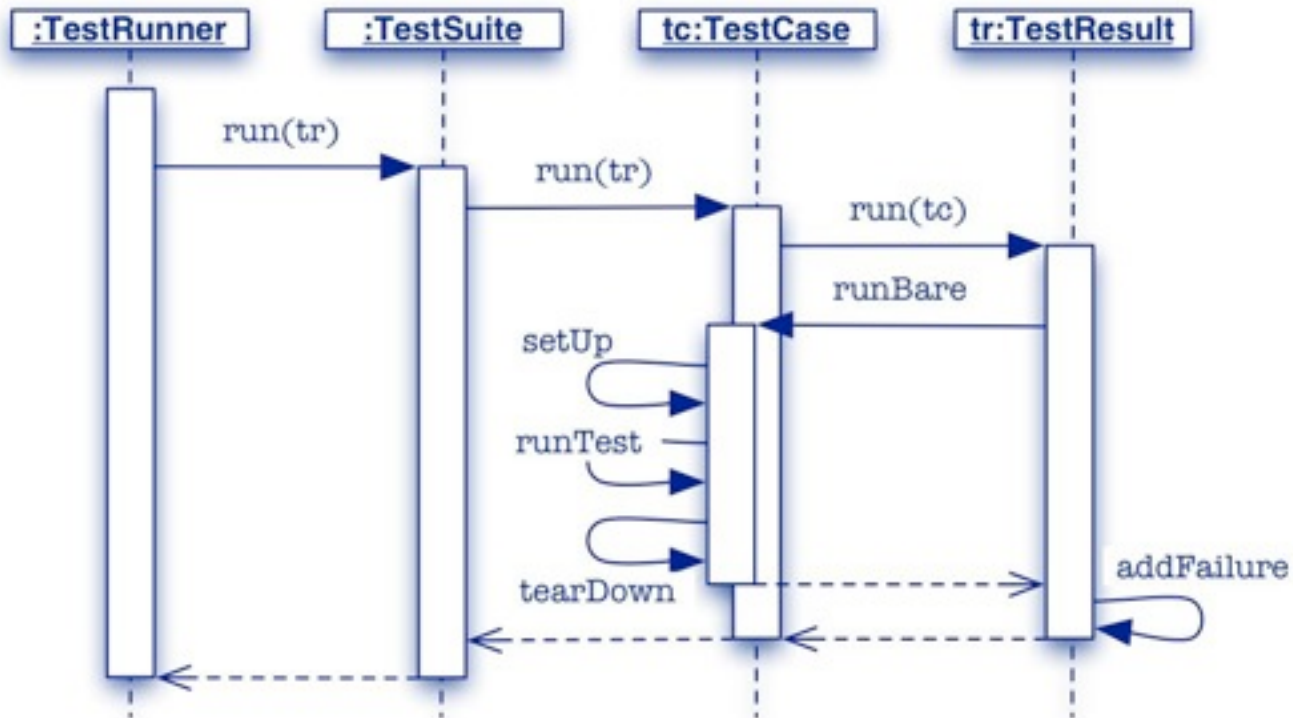 :TestRunner
:TestSuite
tc:TestCase
tr:TestResult
run(tr)
run(tr)
run(tc)
runBare
setUp
runTest
tearDown
addFailure